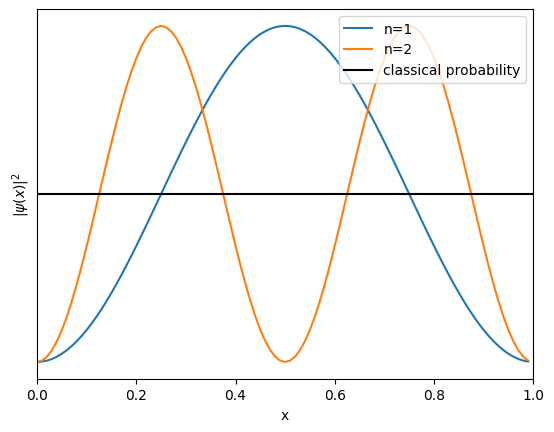 n=1
n=2
classical probability
|ψ(x)|²
0.0 0.2 0.4 0.6 0.8 1.0
x